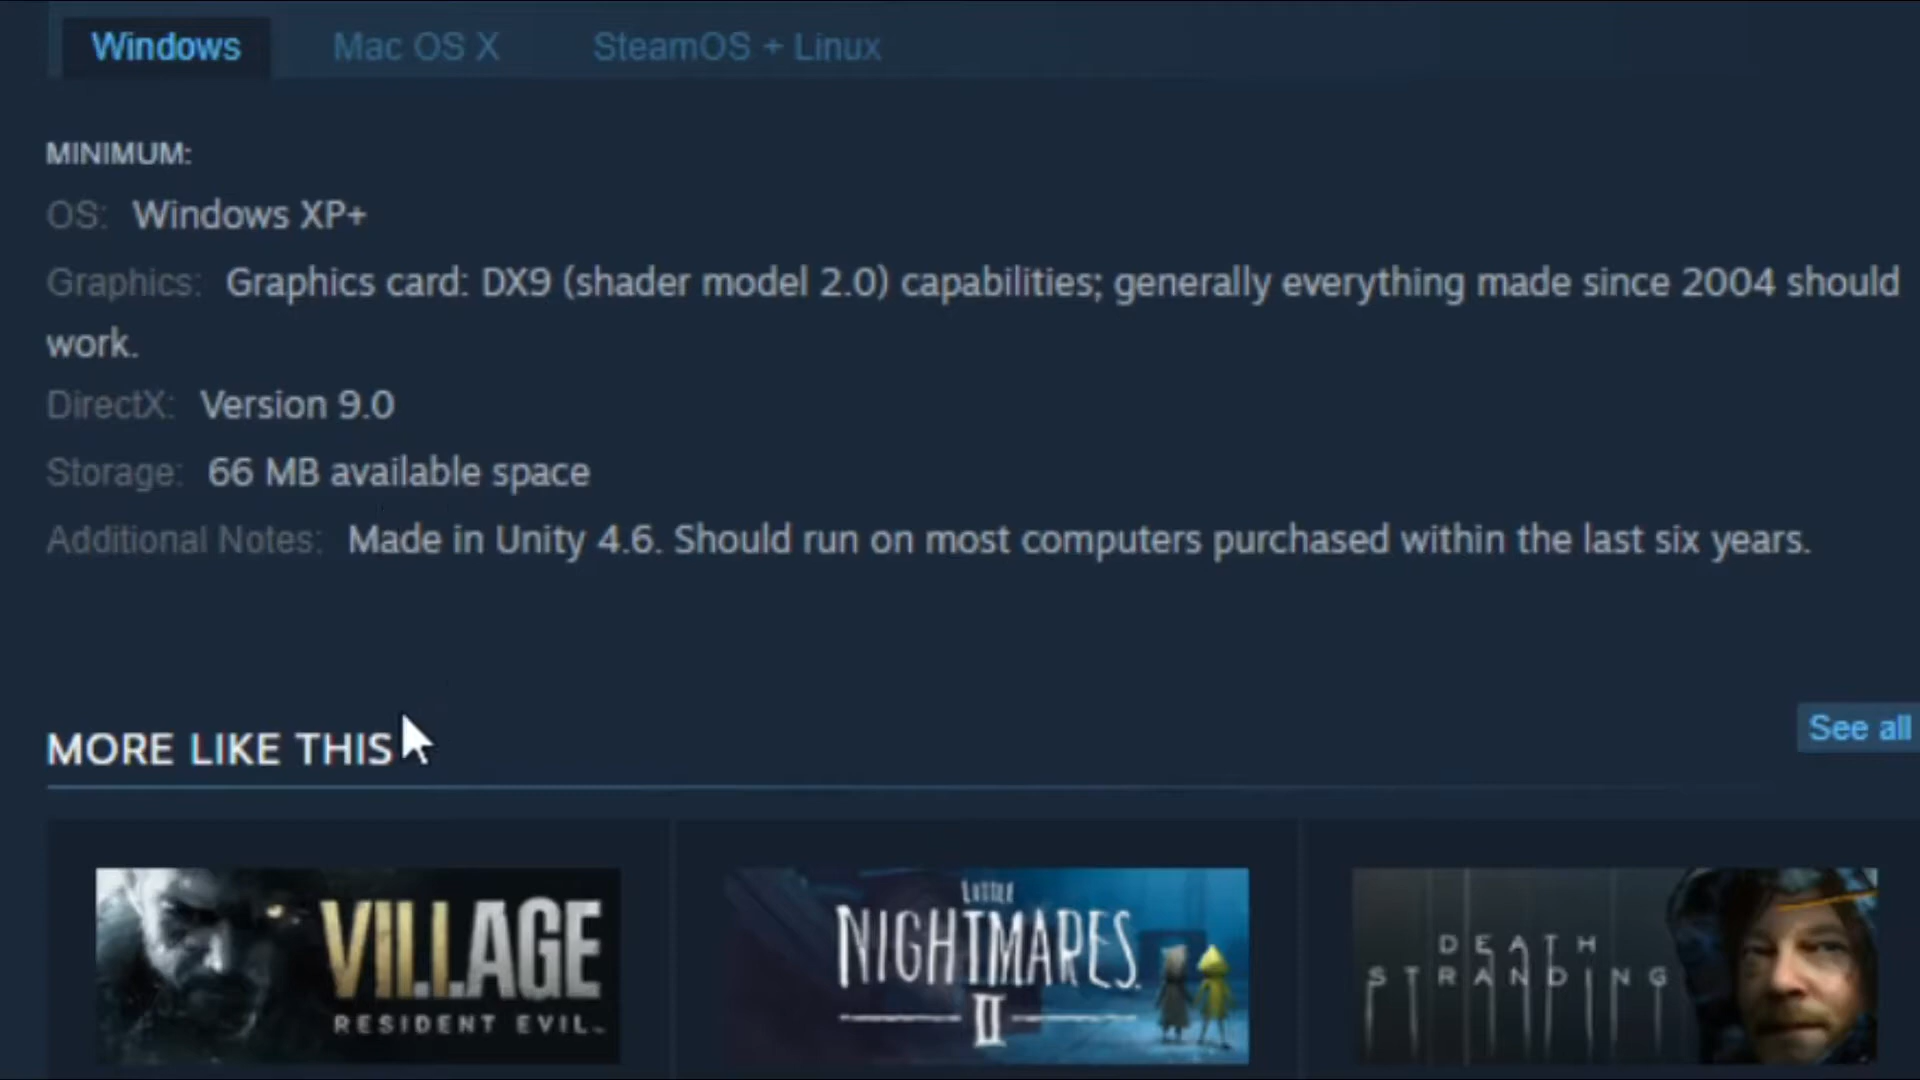 Windows Mac OS X SteamOS + Linux
MINIMUM:
OS: Windows XP+
Graphics: Graphics card: DX9 (shader model 2.0) capabilities; generally everything made since 2004 should
work.
DirectX: Version 9.0
Storage: 66 MB available space
Additional Notes: Made in Unity 4.6. Should run on most computers purchased within the last six years.
MORE LIKE THIS
See all
VILLAGE
RESIDENT EVIL™
LITTLE
NIGHTMARES
II
DEATH
STRANDING